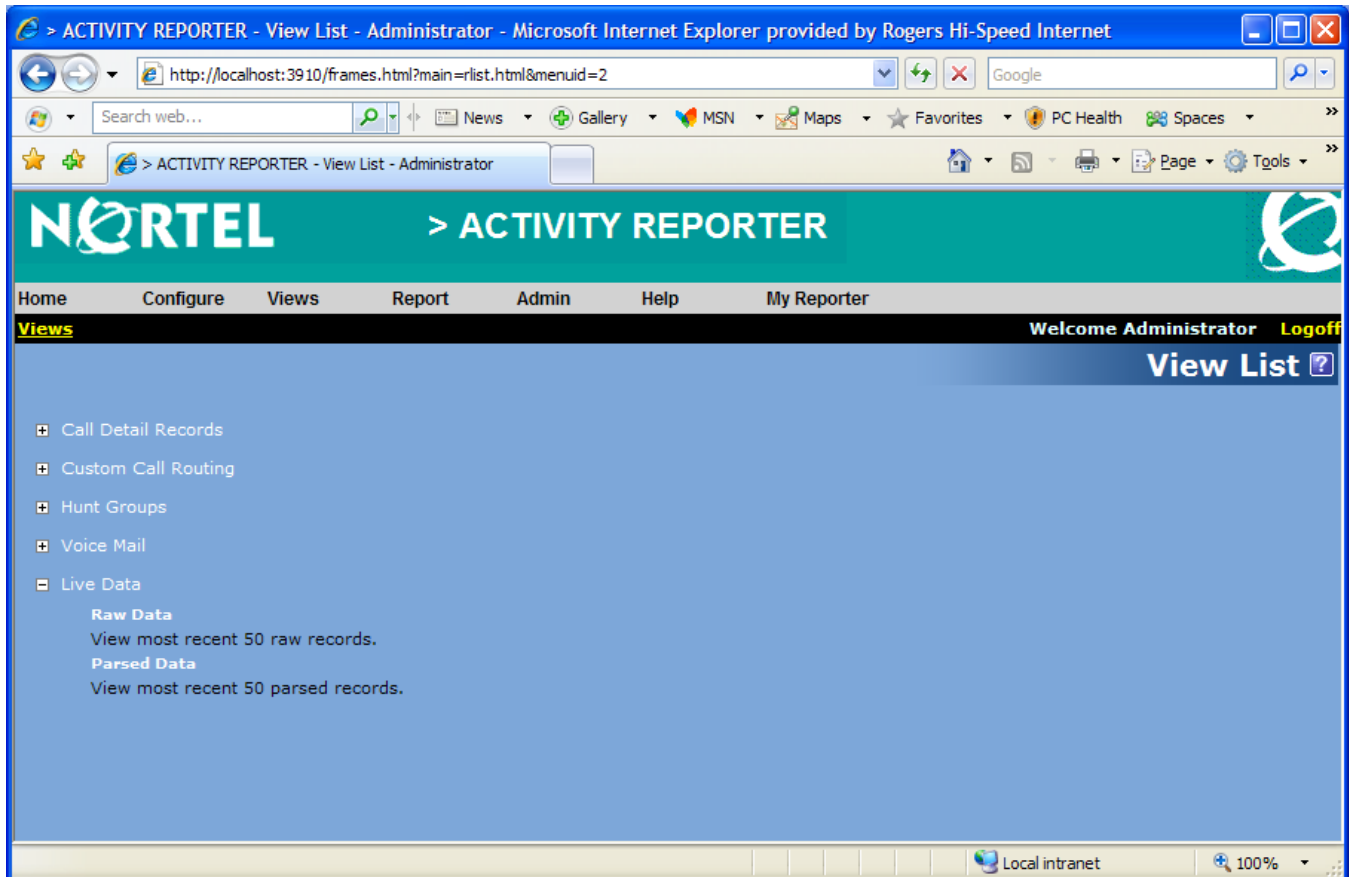 > ACTIVITY REPORTER - View List - Administrator - Microsoft Internet Explorer provided by Rogers Hi-Speed Internet
http://localhost:3910/frames.html?main=rlist.html&menuid=2 Google
Search web... News Gallery MSN Maps Favorites PC Health Spaces »
> ACTIVITY REPORTER - View List - Administrator Page Tools »
NORTEL > ACTIVITY REPORTER
Home Configure Views Report Admin Help My Reporter
Views Welcome Administrator Logoff
View List ?
Call Detail Records
Custom Call Routing
Hunt Groups
Voice Mail
Live Data
Raw Data
View most recent 50 raw records.
Parsed Data
View most recent 50 parsed records.
Local intranet 100%